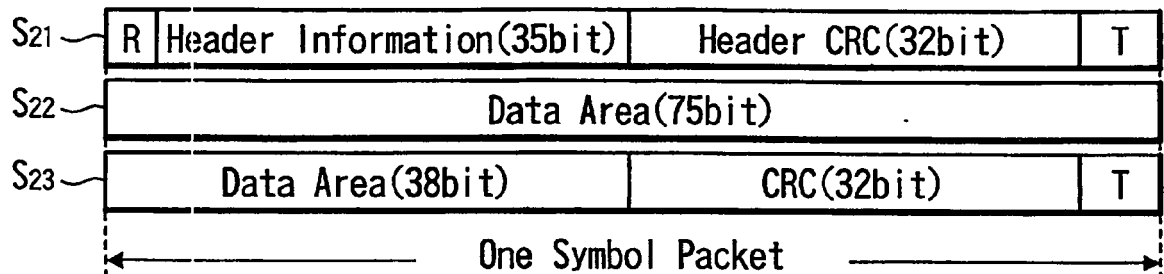 S21 R Header Information(35bit) Header CRC(32bit) T
S22 Data Area(75bit)
S23 Data Area(38bit) CRC(32bit) T
One Symbol Packet